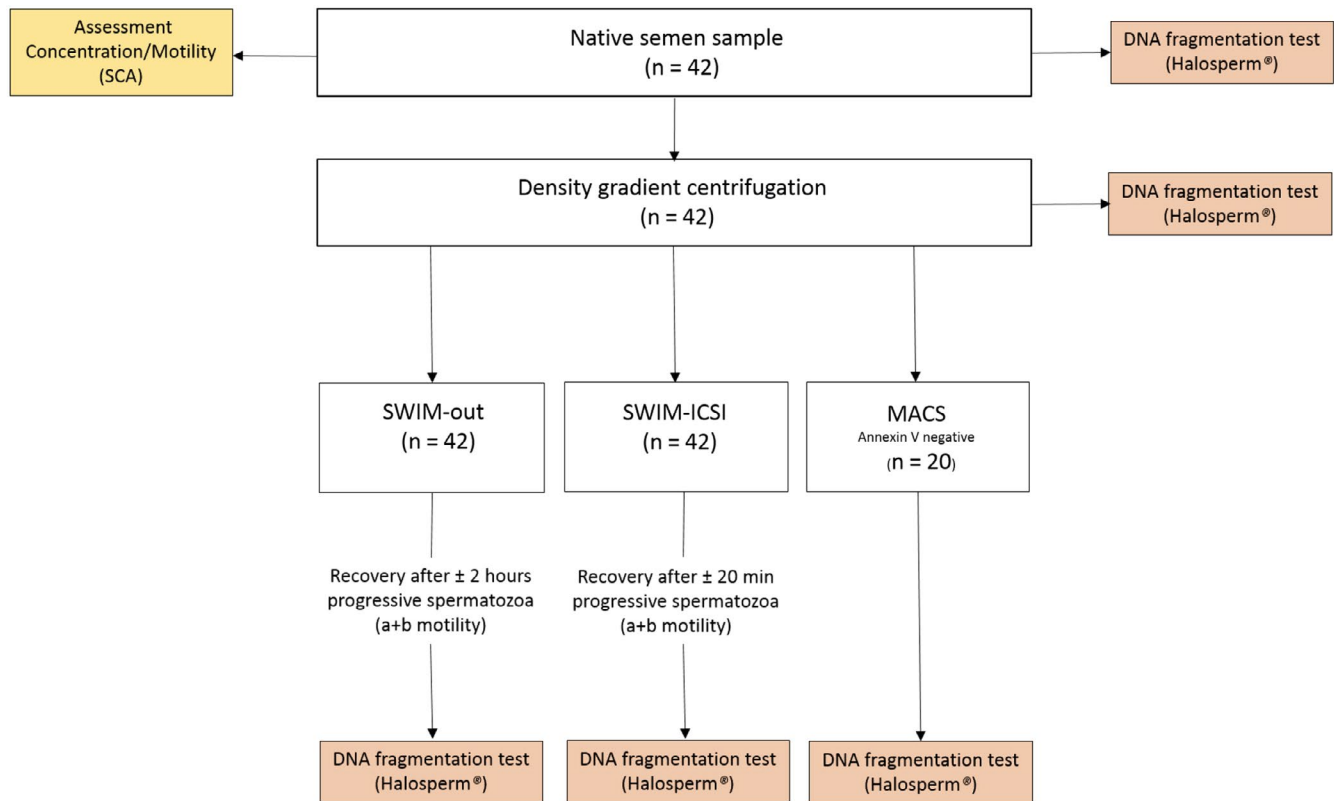 Assessment
Concentration/Motility
(SCA)
Native semen sample
(n = 42)
DNA fragmentation test
(Halosperm®)
Density gradient centrifugation
(n = 42)
DNA fragmentation test
(Halosperm®)
SWIM-out
(n = 42)
SWIM-ICSI
(n = 42)
MACS
Annexin V negative
(n = 20)
Recovery after ± 2 hours
progressive spermatozoa
(a+b motility)
Recovery after ± 20 min
progressive spermatozoa
(a+b motility)
DNA fragmentation test
(Halosperm®)
DNA fragmentation test
(Halosperm®)
DNA fragmentation test
(Halosperm®)